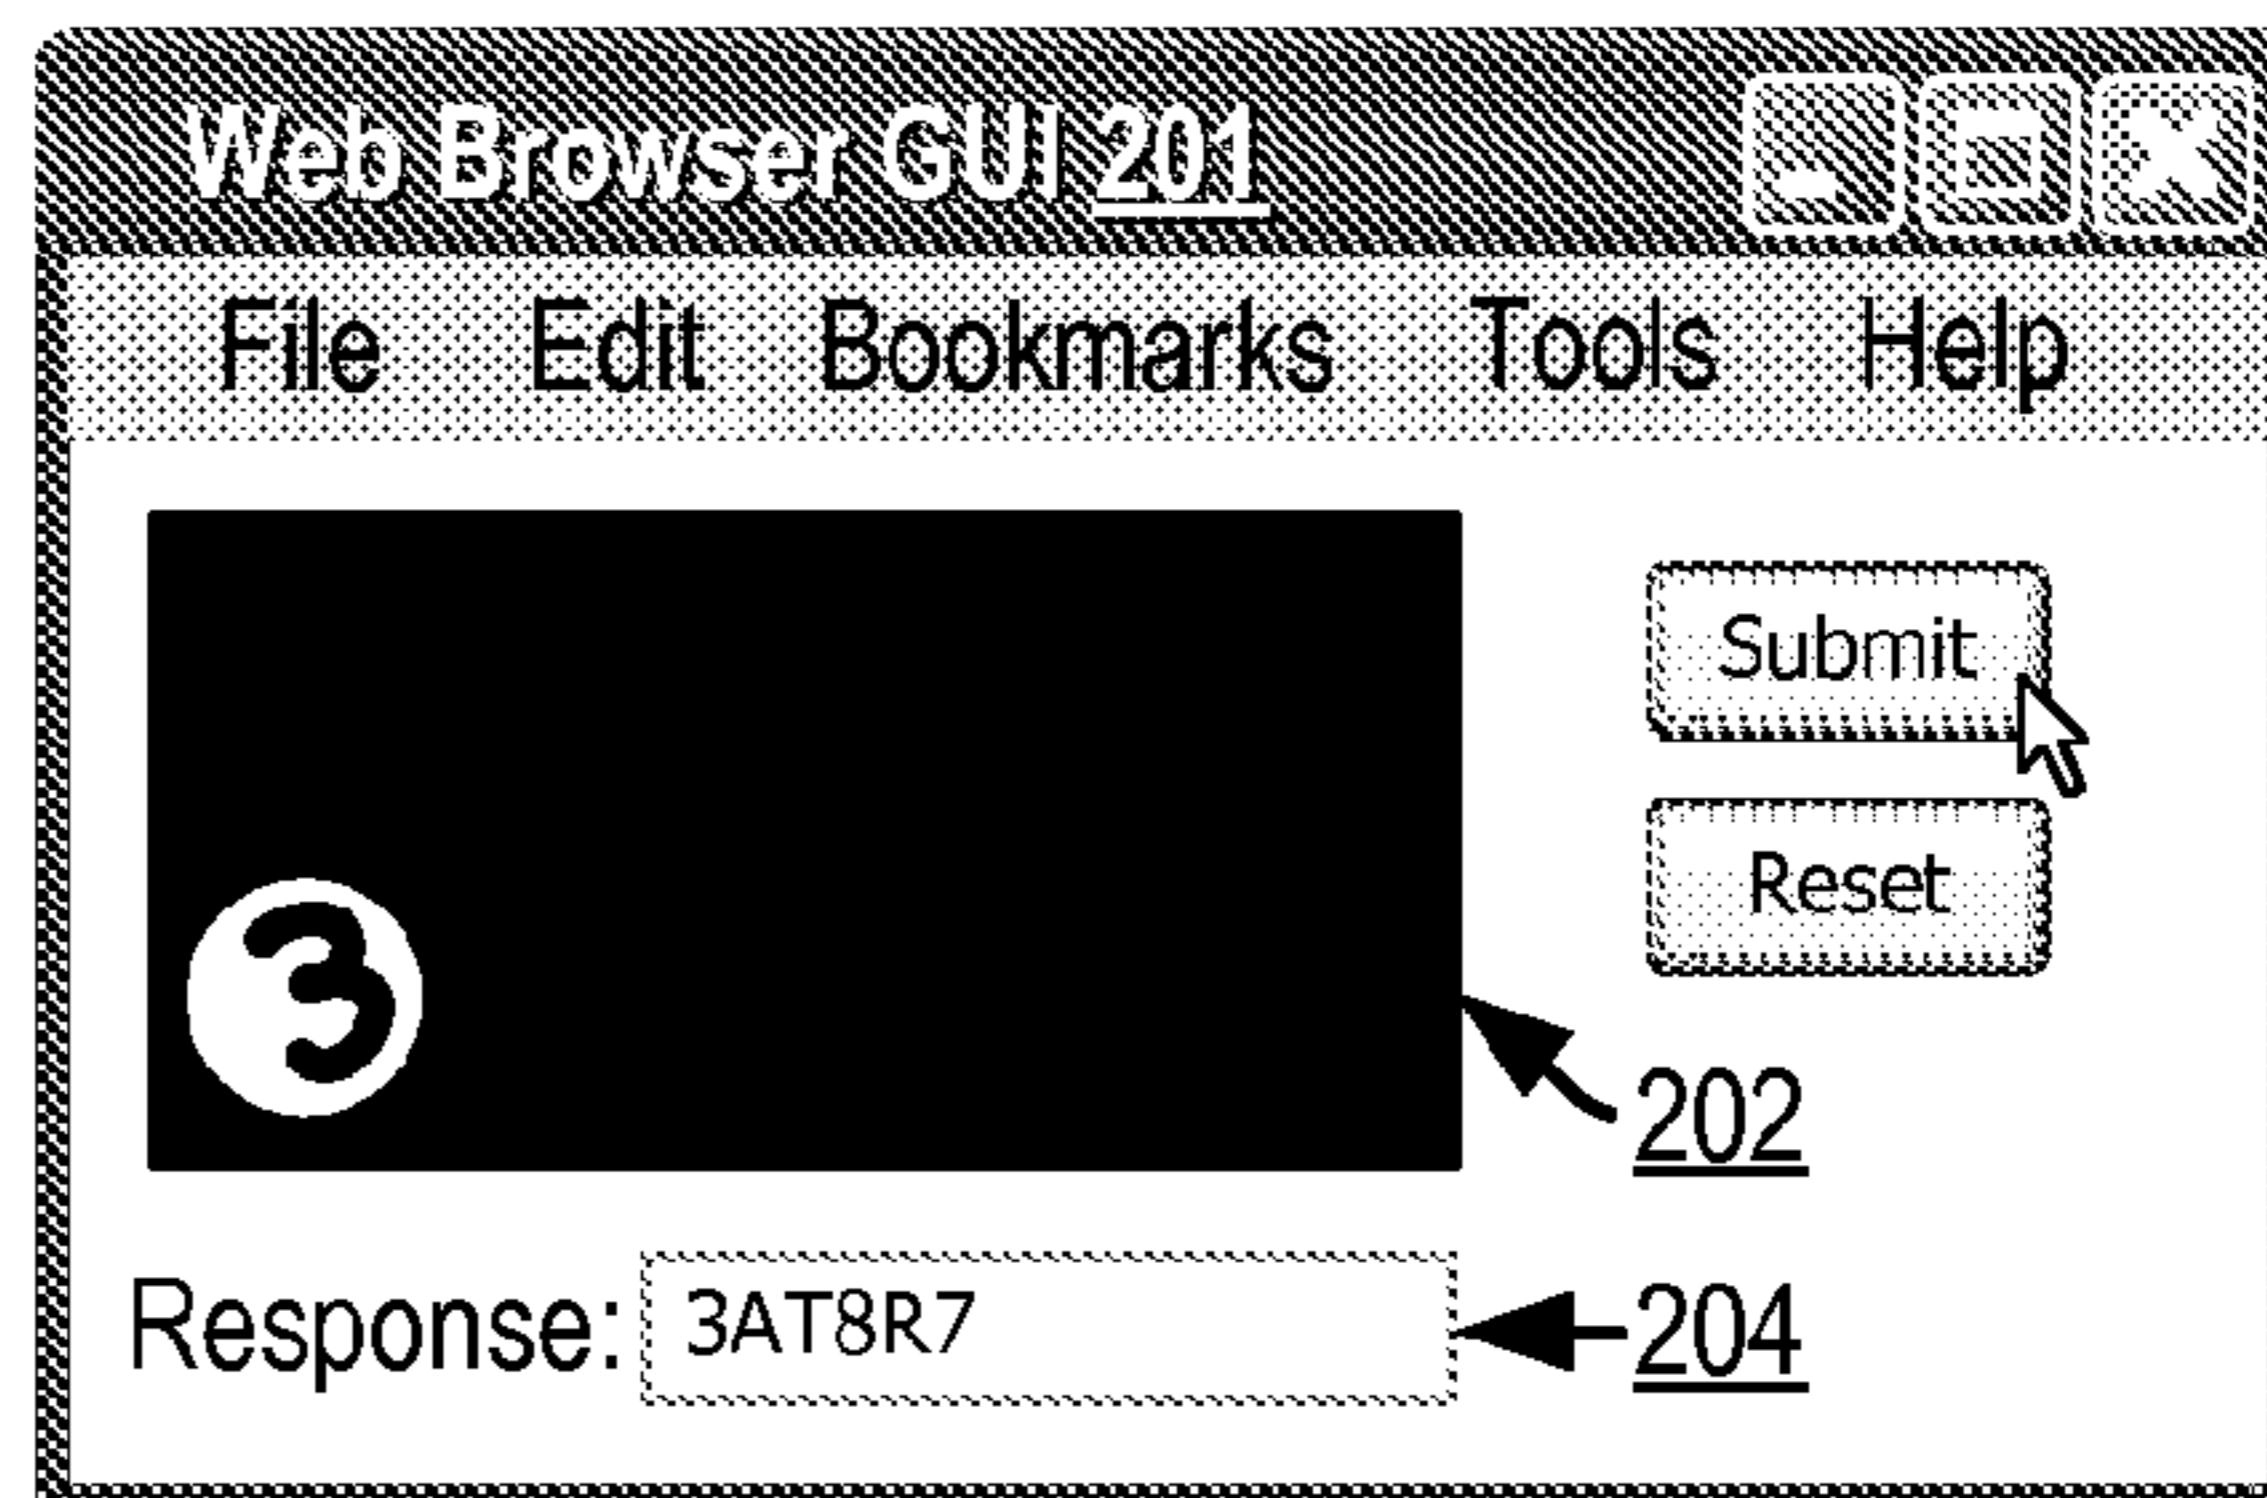 Web Browser GUI 201
File Edit Bookmarks Tools Help
Submit
Reset
3
202
Response: 3AT8R7 204